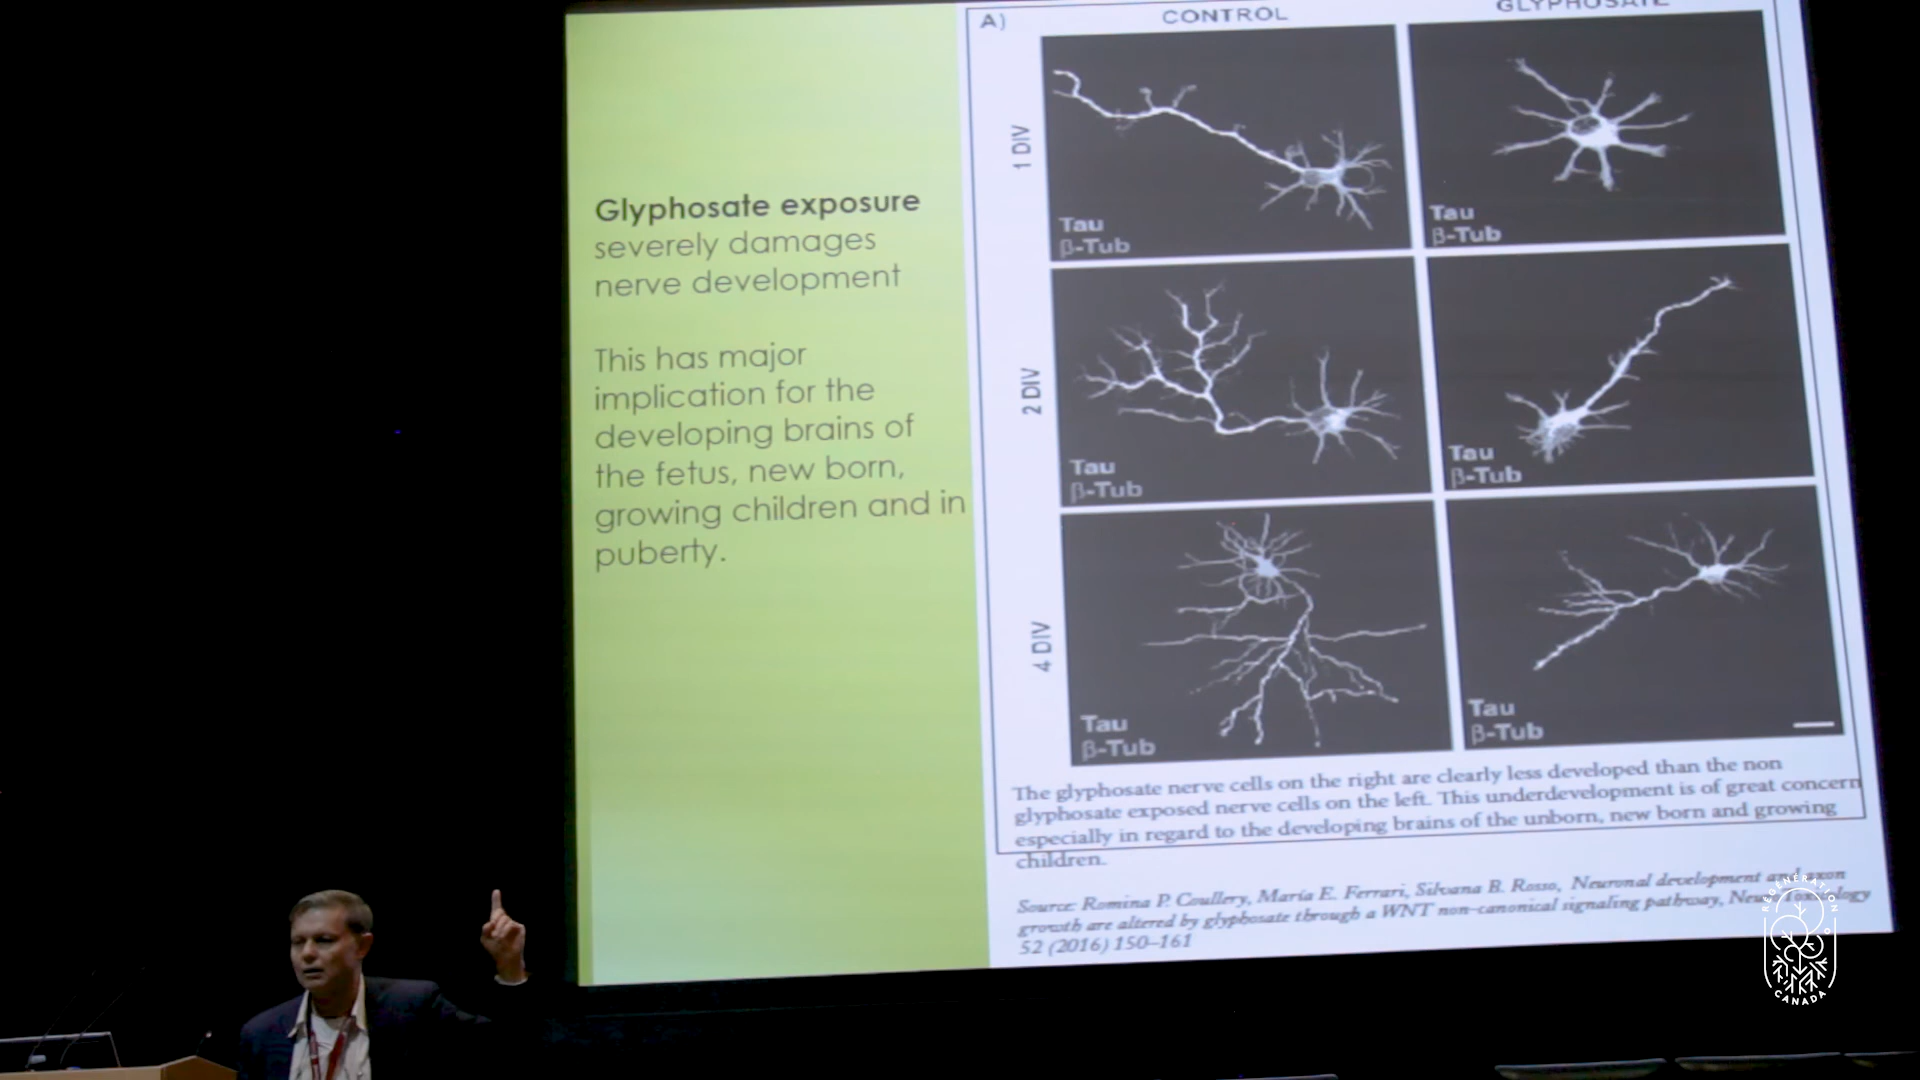 Glyphosate exposure
severely damages
nerve development
This has major
implication for the
developing brains of
the fetus, new born,
growing children and in
puberty.
A)
CONTROL
GLYPHOSATE
1 DIV
Tau
β-Tub
Tau
β-Tub
2 DIV
Tau
β-Tub
Tau
β-Tub
4 DIV
Tau
β-Tub
Tau
β-Tub
The glyphosate nerve cells on the right are clearly less developed than the non
glyphosate exposed nerve cells on the left. This underdevelopment is of great concern
especially in regard to the developing brains of the unborn, new born and growing
children.
Source: Romina P. Coullery, María E. Ferrari, Silvana B. Rosso, Neuronal development and axon
growth are altered by glyphosate through a WNT non-canonical signaling pathway,
52 (2016) 150–161
REGENERATION
CANADA